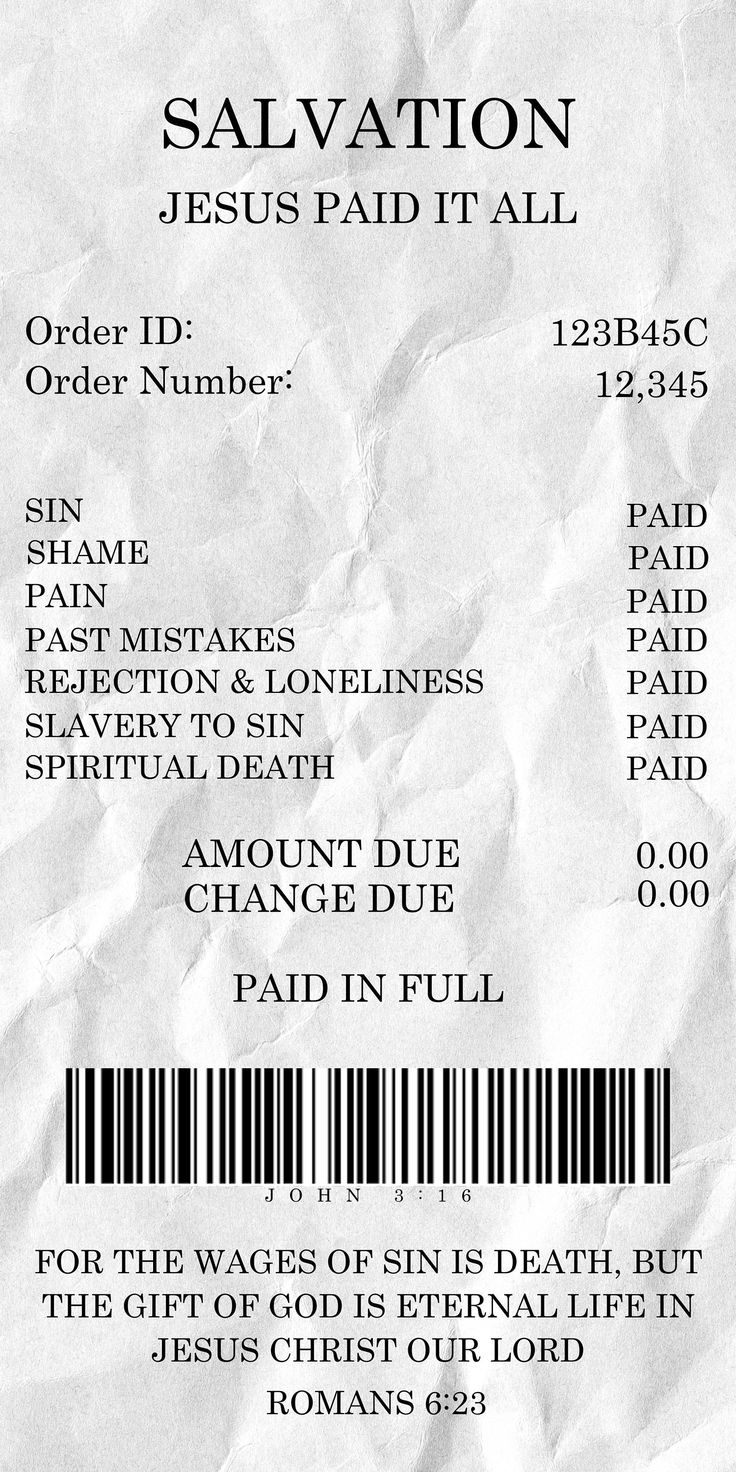 SALVATION
JESUS PAID IT ALL
Order ID: 123B45C
Order Number: 12,345
SIN PAID
SHAME PAID
PAIN PAID
PAST MISTAKES PAID
REJECTION & LONELINESS PAID
SLAVERY TO SIN PAID
SPIRITUAL DEATH PAID
AMOUNT DUE 0.00
CHANGE DUE 0.00
PAID IN FULL
JOHN 3:16
FOR THE WAGES OF SIN IS DEATH, BUT
THE GIFT OF GOD IS ETERNAL LIFE IN
JESUS CHRIST OUR LORD
ROMANS 6:23